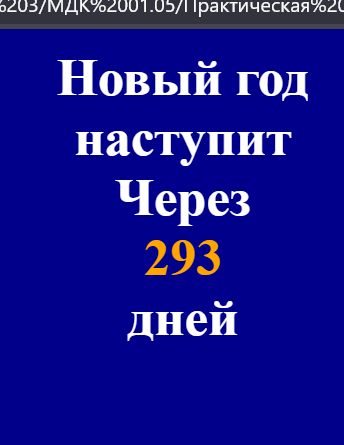 %203/МДК%2001.05/Практическая%20
Новый год
наступит
Через
293
дней